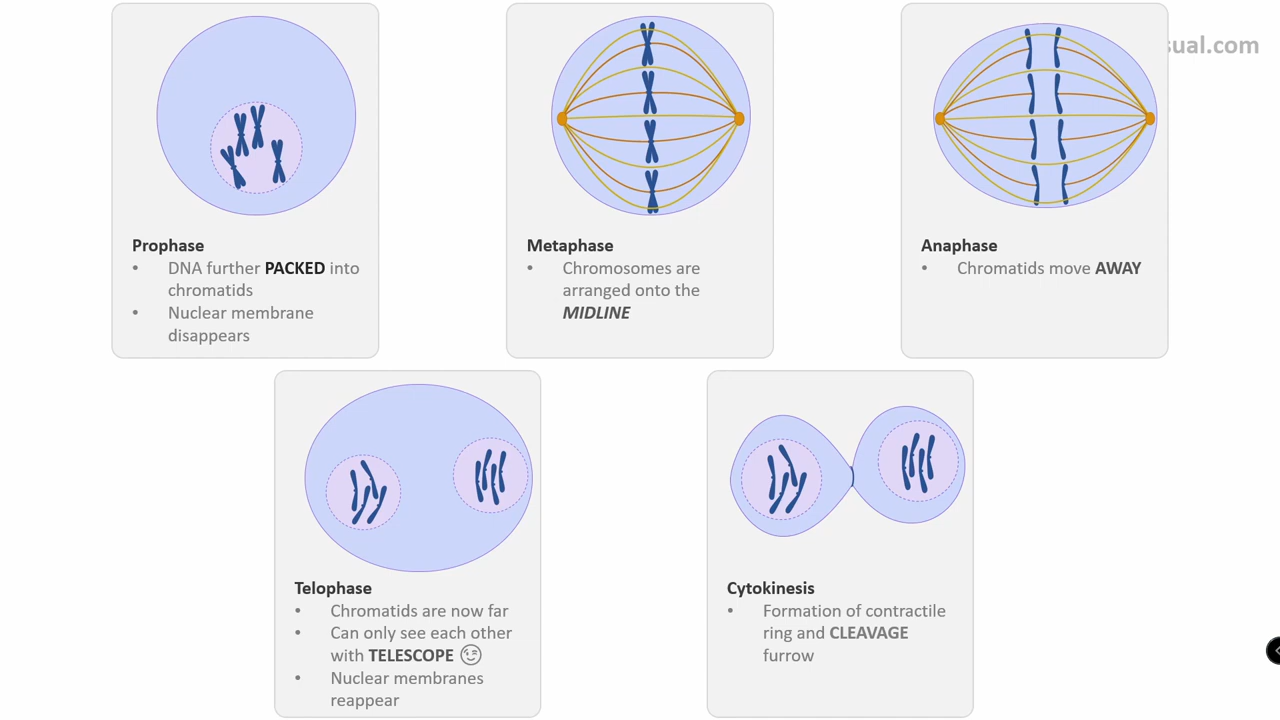 sual.com
Prophase
• DNA further PACKED into
chromatids
• Nuclear membrane
disappears
Metaphase
• Chromosomes are
arranged onto the
MIDLINE
Anaphase
• Chromatids move AWAY
Telophase
• Chromatids are now far
• Can only see each other
with TELESCOPE 😉
• Nuclear membranes
reappear
Cytokinesis
• Formation of contractile
ring and CLEAVAGE
furrow